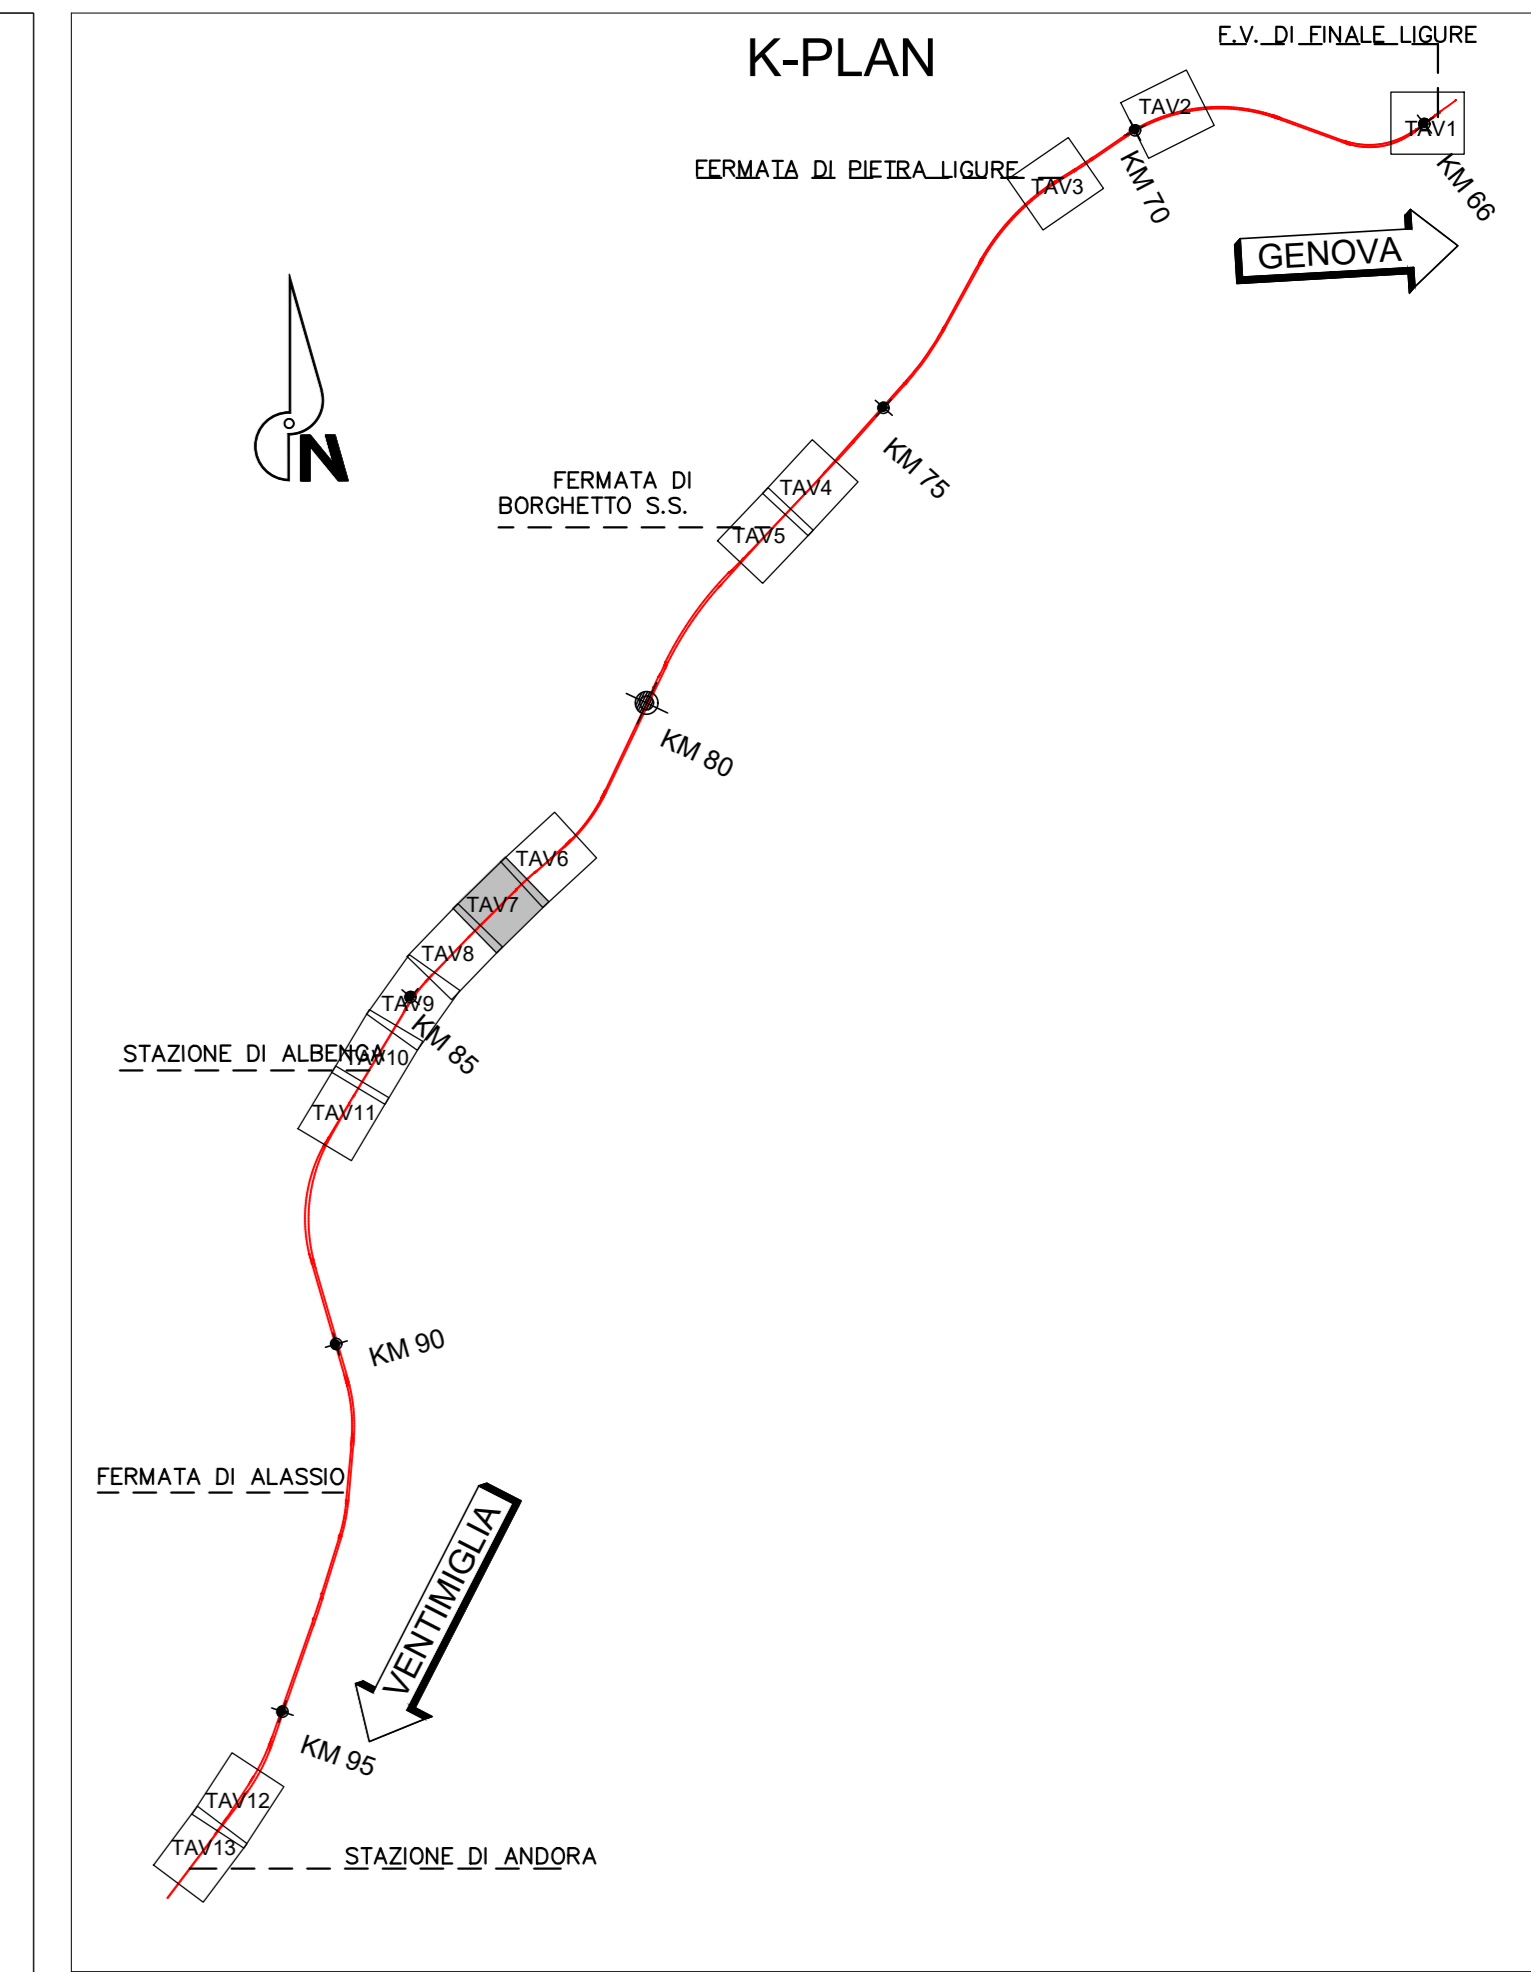 K-PLAN
F.V. DI FINALE LIGURE
TAV2
TAV1
FERMATA DI PIETRA LIGURE
TAV3
KM 70
KM 66
GENOVA
N
KM 75
FERMATA DI
BORGHETTO S.S.
TAV4
TAV5
KM 80
TAV6
TAV7
TAV8
TAV9
KM 85
STAZIONE DI ALBENGA
TAV10
TAV11
KM 90
FERMATA DI ALASSIO
VENTIMIGLIA
KM 95
TAV12
TAV13
STAZIONE DI ANDORA